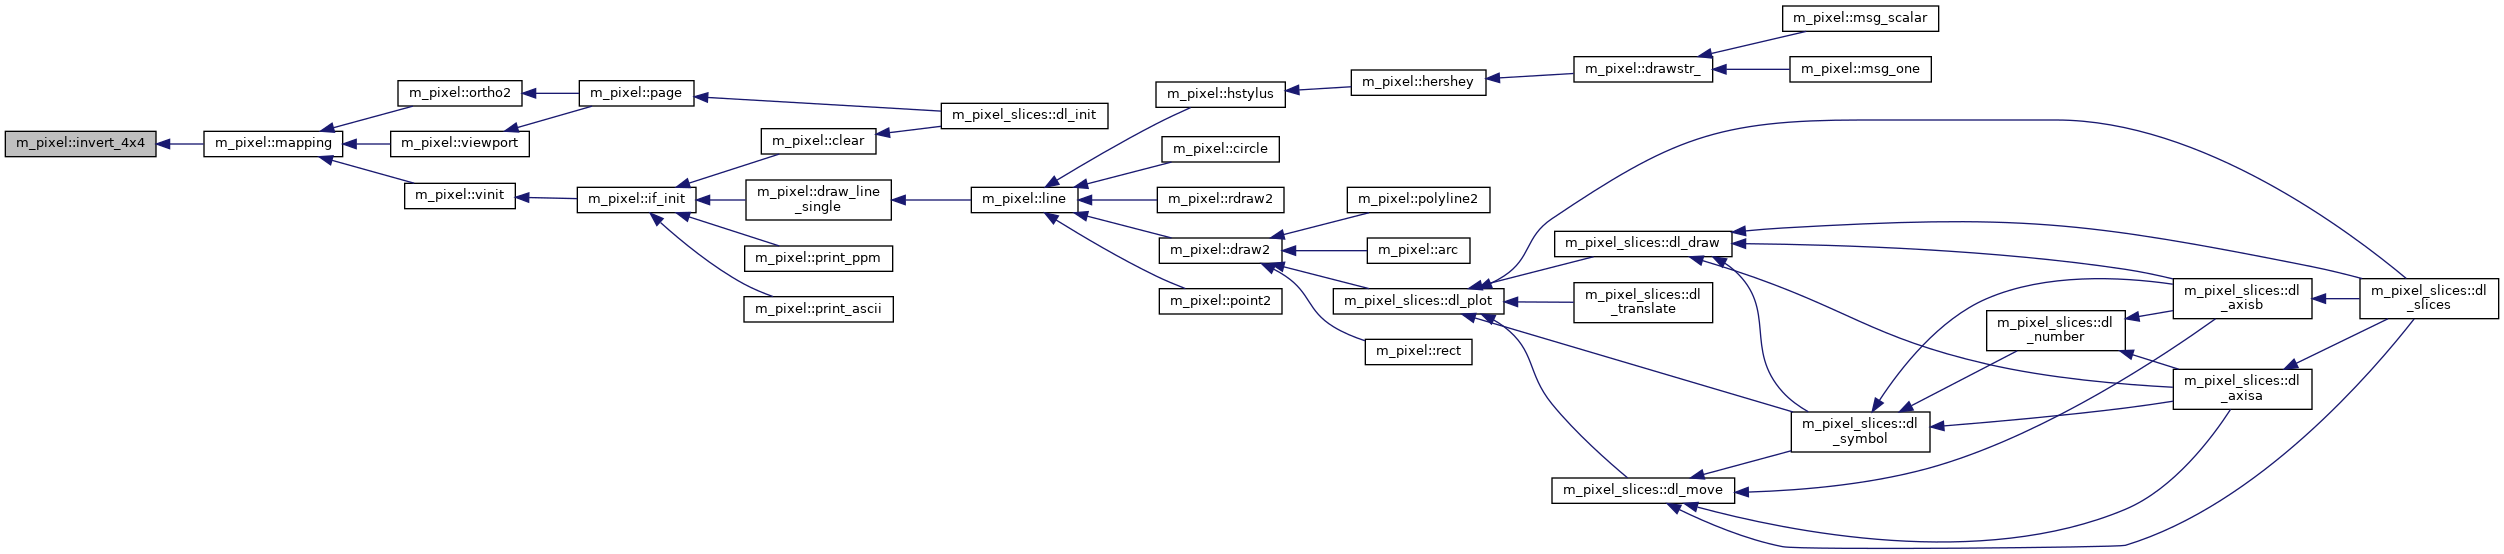 m_pixel::invert_4x4
m_pixel::mapping
m_pixel::ortho2
m_pixel::viewport
m_pixel::vinit
m_pixel::page
m_pixel::if_init
m_pixel::clear
m_pixel::draw_line
_single
m_pixel::print_ppm
m_pixel::print_ascii
m_pixel_slices::dl_init
m_pixel::line
m_pixel::hstylus
m_pixel::circle
m_pixel::rdraw2
m_pixel::draw2
m_pixel::point2
m_pixel::hershey
m_pixel::polyline2
m_pixel::arc
m_pixel_slices::dl_plot
m_pixel::rect
m_pixel::drawstr_
m_pixel_slices::dl_draw
m_pixel_slices::dl
_translate
m_pixel_slices::dl_move
m_pixel::msg_scalar
m_pixel::msg_one
m_pixel_slices::dl
_symbol
m_pixel_slices::dl
_number
m_pixel_slices::dl
_axisb
m_pixel_slices::dl
_axisa
m_pixel_slices::dl
_slices